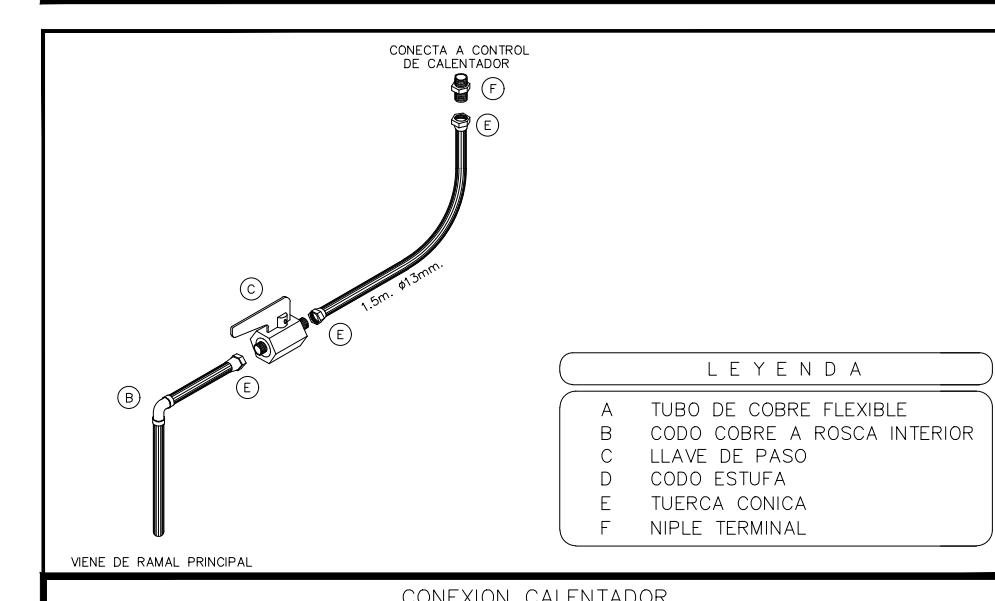 CONECTA A CONTROL
DE CALENTADOR
F
E
1.5m. ø13mm.
C
E
E
B
VIENE DE RAMAL PRINCIPAL
LEYENDA
A TUBO DE COBRE FLEXIBLE
B CODO COBRE A ROSCA INTERIOR
C LLAVE DE PASO
D CODO ESTUFA
E TUERCA CONICA
F NIPLE TERMINAL
CONEXION CALENTADOR